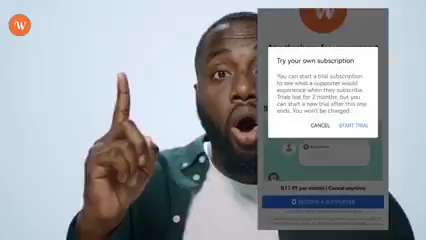 W
W
Try your own subscription
You can start a trial subscription
to see what a supporter would
experience when they subscribe.
Trials last for 2 months, but you
can start a new trial after this one
ends. You won't be charged.
CANCEL START TRIAL
per month | Cancel anytime
BECOME A SUPPORTER